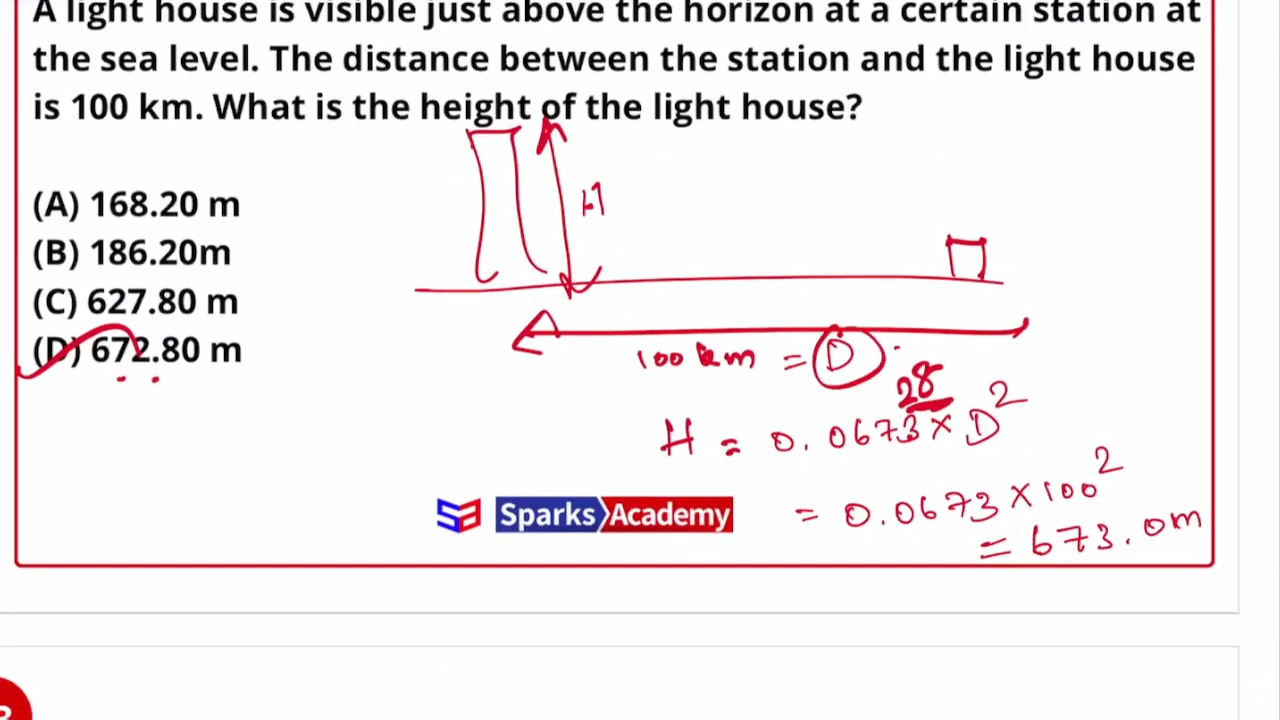 A light house is visible just above the horizon at a certain station at
the sea level. The distance between the station and the light house
is 100 km. What is the height of the light house?
(A) 168.20 m
(B) 186.20m
(C) 627.80 m
(D) 672.80 m
H
100 km = D
28
H = 0.0673 × D²
= 0.0673 × 100²
= 673.0m
Sparks Academy